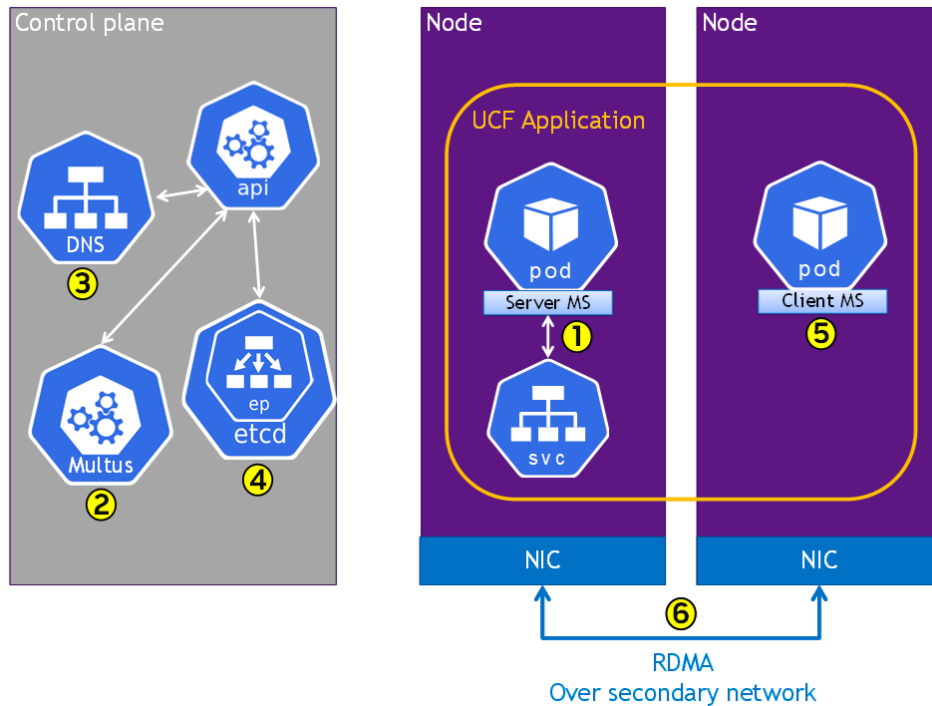 Control plane
api
DNS
③
ep
etcd
④
Multus
②
Node
Node
UCF Application
pod
Server MS
①
svc
pod
Client MS
⑤
NIC
NIC
⑥
RDMA
Over secondary network